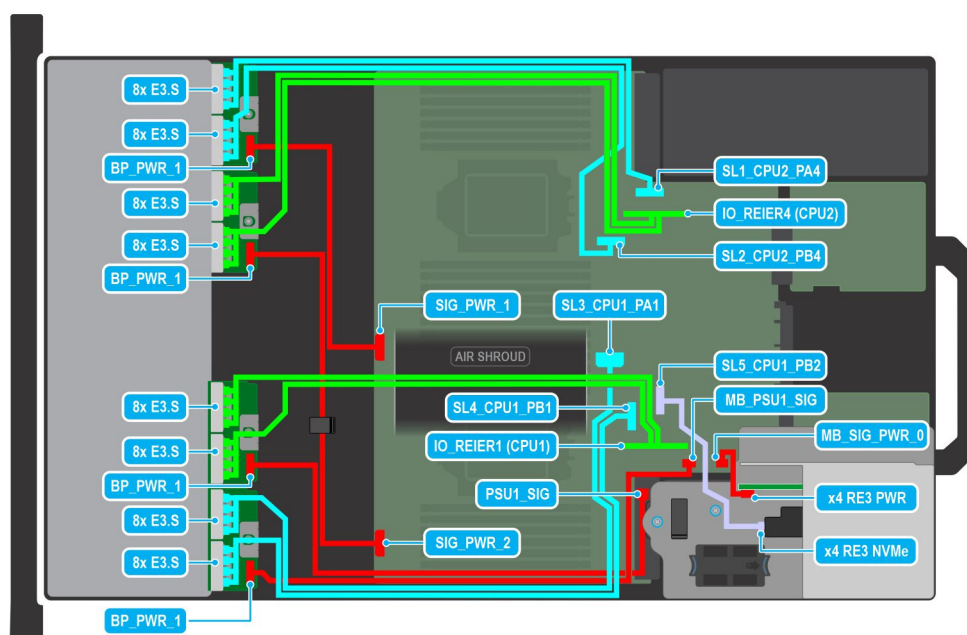 8x E3.S
8x E3.S
BP_PWR_1
8x E3.S
8x E3.S
BP_PWR_1
SL1_CPU2_PA4
IO_REIER4 (CPU2)
SL2_CPU2_PB4
SIG_PWR_1
SL3_CPU1_PA1
AIR SHROUD
SL5_CPU1_PB2
MB_PSU1_SIG
8x E3.S
SL4_CPU1_PB1
MB_SIG_PWR_0
8x E3.S
IO_REIER1 (CPU1)
BP_PWR_1
PSU1_SIG
x4 RE3 PWR
8x E3.S
SIG_PWR_2
x4 RE3 NVMe
8x E3.S
BP_PWR_1